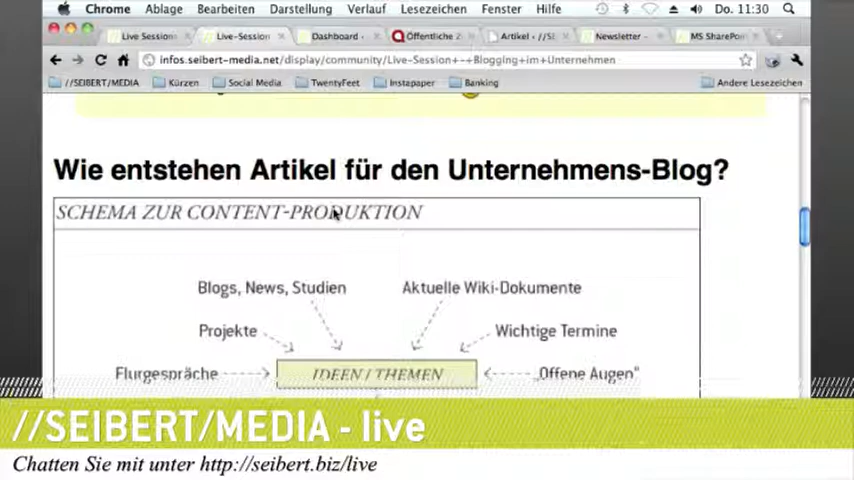 Chrome Ablage Bearbeiten Darstellung Verlauf Lesezeichen Fenster Hilfe Do. 11:30
Live Session Live-Session Dashboard - Öffentliche Artikel - //SE Newsletter - MS SharePoi
infos.seibert-media.net/display/community/Live-Session+-+Blogging+im+Unternehmen
//SEIBERT/MEDIA Kürzen Social Media TwentyFeet Instapaper Banking Andere Lesezeichen
Wie entstehen Artikel für den Unternehmens-Blog?
SCHEMA ZUR CONTENT-PRODUKTION
Blogs, News, Studien Aktuelle Wiki-Dokumente
Projekte Wichtige Termine
Flurgespräche IDEEN / THEMEN „Offene Augen"
//SEIBERT/MEDIA - live
Chatten Sie mit unter http://seibert.biz/live